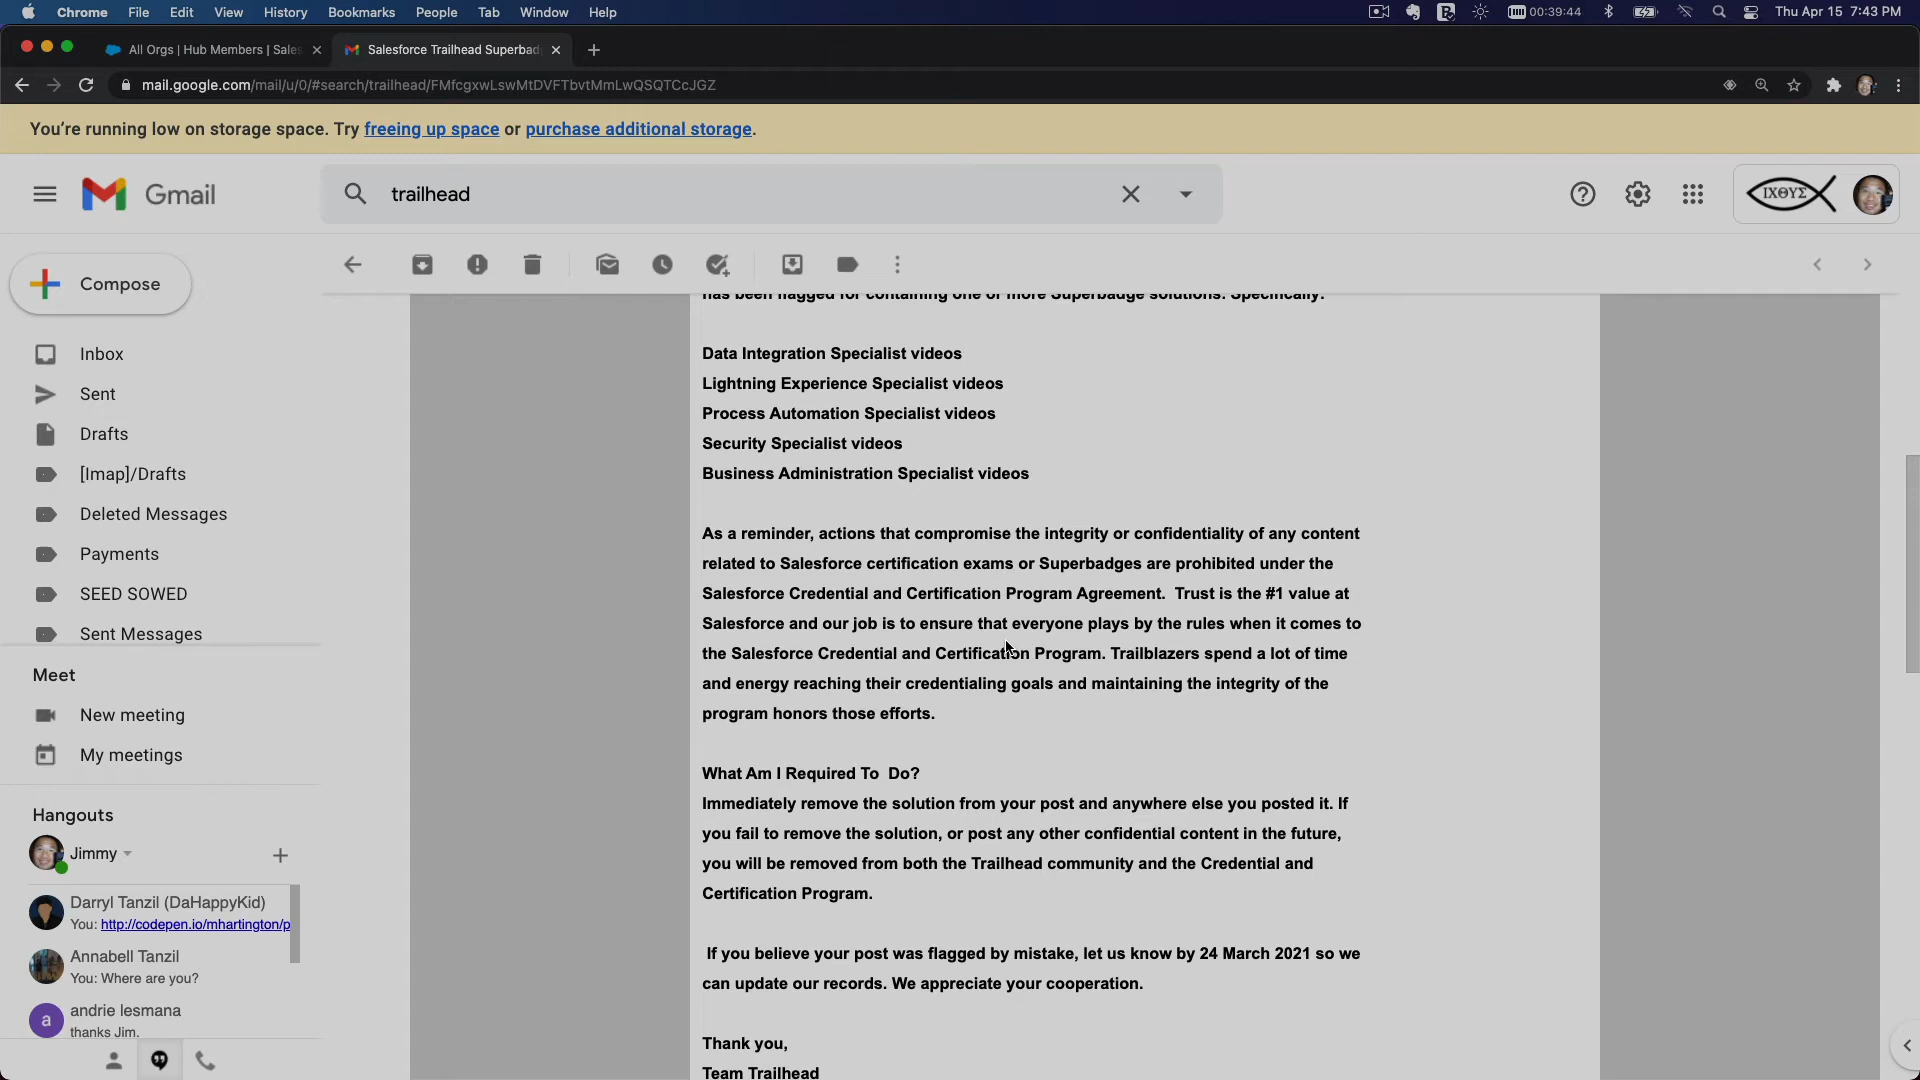 Chrome File Edit View History Bookmarks People Tab Window Help 00:39:44 Thu Apr 15 7:43 PM
All Orgs | Hub Members | Sales Salesforce Trailhead Superbad
mail.google.com/mail/u/0/#search/trailhead/FMfcgxwLswMtDVFTbvtMmLwQSQTCcJGZ
You're running low on storage space. Try freeing up space or purchase additional storage.
Gmail
trailhead
ΙΧΘΥΣ
Compose
Inbox
Sent
Drafts
[Imap]/Drafts
Deleted Messages
Payments
SEED SOWED
Sent Messages
Meet
New meeting
My meetings
Hangouts
Jimmy
Darryl Tanzil (DaHappyKid)
You: http://codepen.io/mhartington/p
Annabell Tanzil
You: Where are you?
a
andrie lesmana
thanks Jim.
has been flagged for containing one or more Superbadge solutions. Specifically:
Data Integration Specialist videos
Lightning Experience Specialist videos
Process Automation Specialist videos
Security Specialist videos
Business Administration Specialist videos
As a reminder, actions that compromise the integrity or confidentiality of any content
related to Salesforce certification exams or Superbadges are prohibited under the
Salesforce Credential and Certification Program Agreement.  Trust is the #1 value at
Salesforce and our job is to ensure that everyone plays by the rules when it comes to
the Salesforce Credential and Certification Program. Trailblazers spend a lot of time
and energy reaching their credentialing goals and maintaining the integrity of the
program honors those efforts.
What Am I Required To  Do?
Immediately remove the solution from your post and anywhere else you posted it. If
you fail to remove the solution, or post any other confidential content in the future,
you will be removed from both the Trailhead community and the Credential and
Certification Program.
If you believe your post was flagged by mistake, let us know by 24 March 2021 so we
can update our records. We appreciate your cooperation.
Thank you,
Team Trailhead